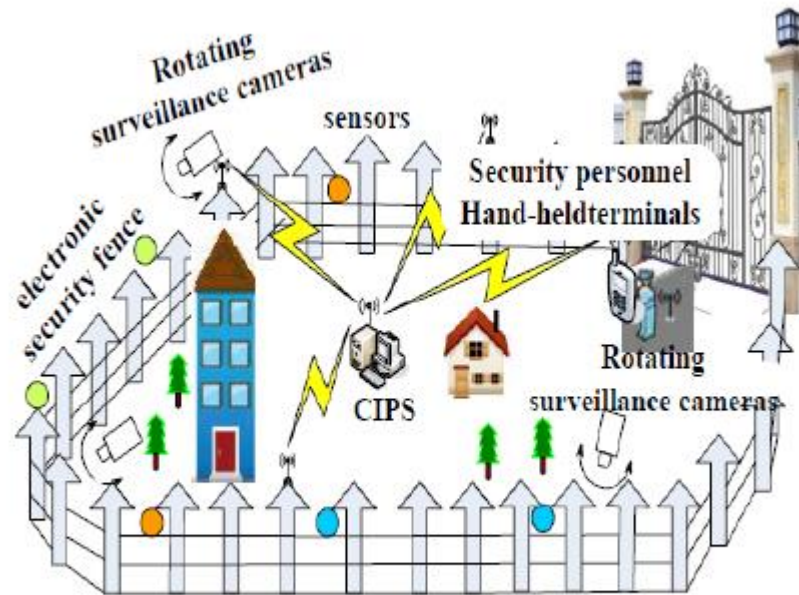 Rotating
surveillance cameras
sensors
Security personnel
Hand-heldterminals
electronic
security fence
Rotating
surveillance cameras
CIPS